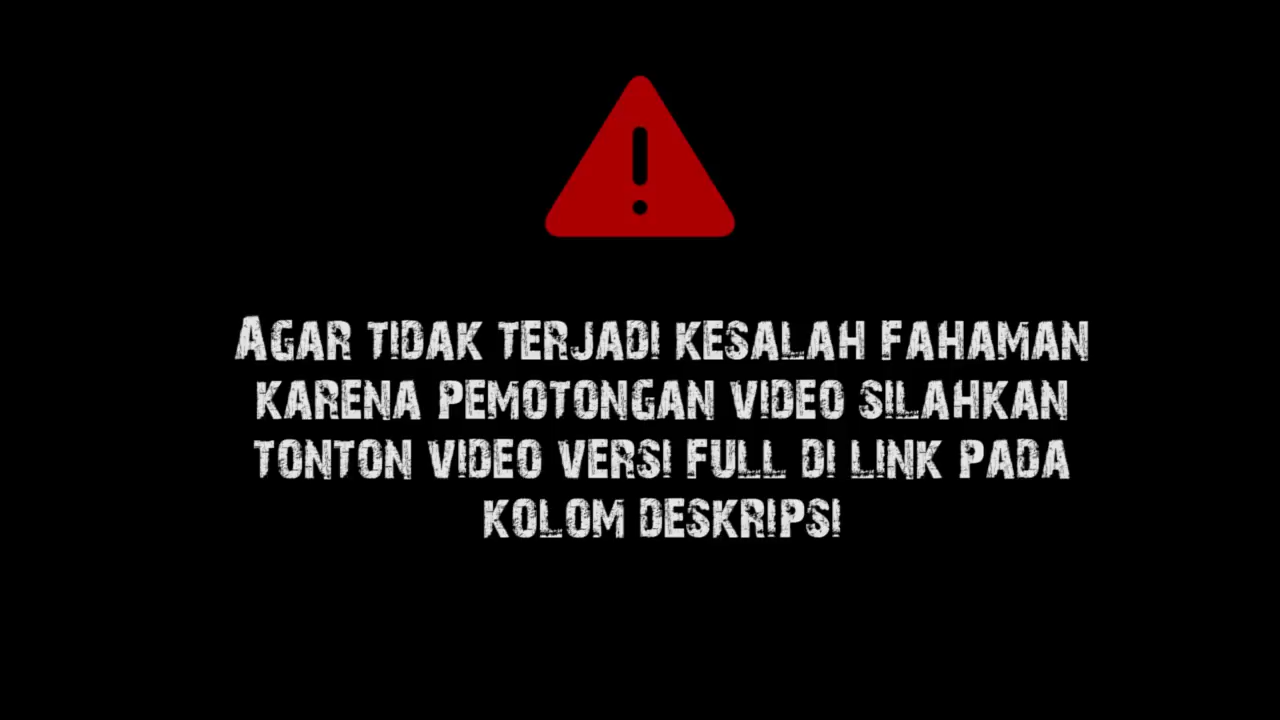 Agar tidak terjadi kesalah fahaman
karena pemotongan video silahkan
tonton video versi full di link pada
kolom deskripsi